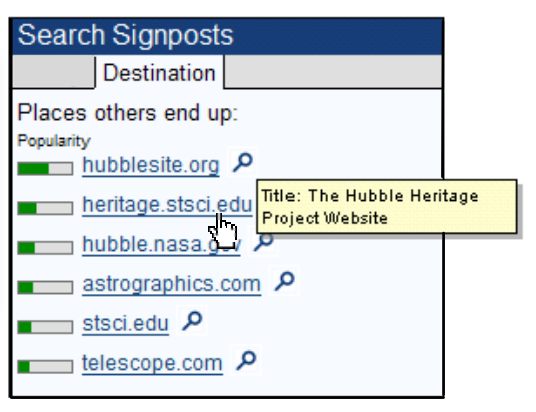 Search Signposts
Destination
Places others end up:
Popularity
hubblesite.org
heritage.stsci.edu
Title: The Hubble Heritage
Project Website
hubble.nasa.gov
astrographics.com
stsci.edu
telescope.com